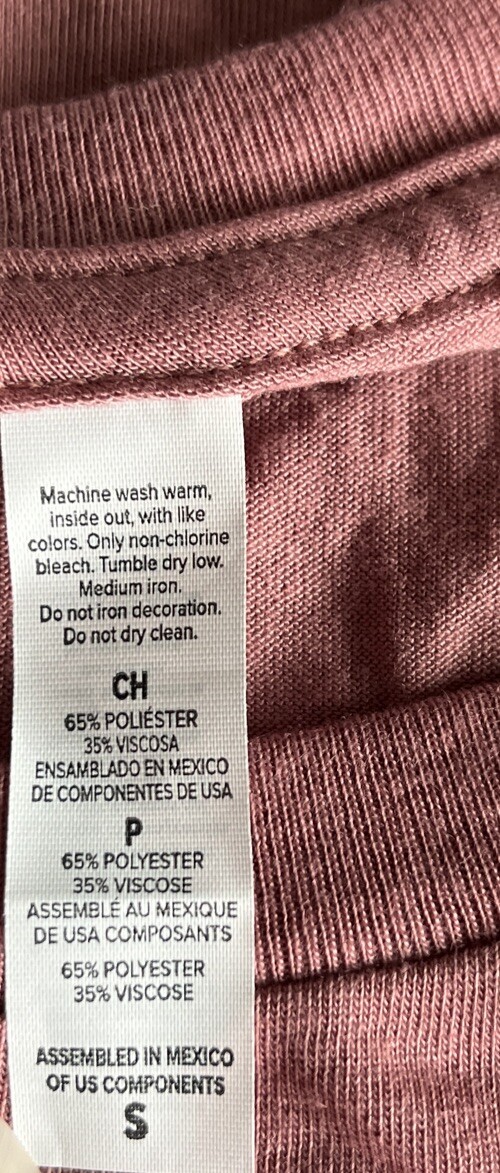 Machine wash warm,
inside out, with like
colors. Only non-chlorine
bleach. Tumble dry low.
Medium iron.
Do not iron decoration.
Do not dry clean.
CH
65% POLIÉSTER
35% VISCOSA
ENSAMBLADO EN MEXICO
DE COMPONENTES DE USA
P
65% POLYESTER
35% VISCOSE
ASSEMBLÉ AU MEXIQUE
DE USA COMPOSANTS
65% POLYESTER
35% VISCOSE
ASSEMBLED IN MEXICO
OF US COMPONENTS
S